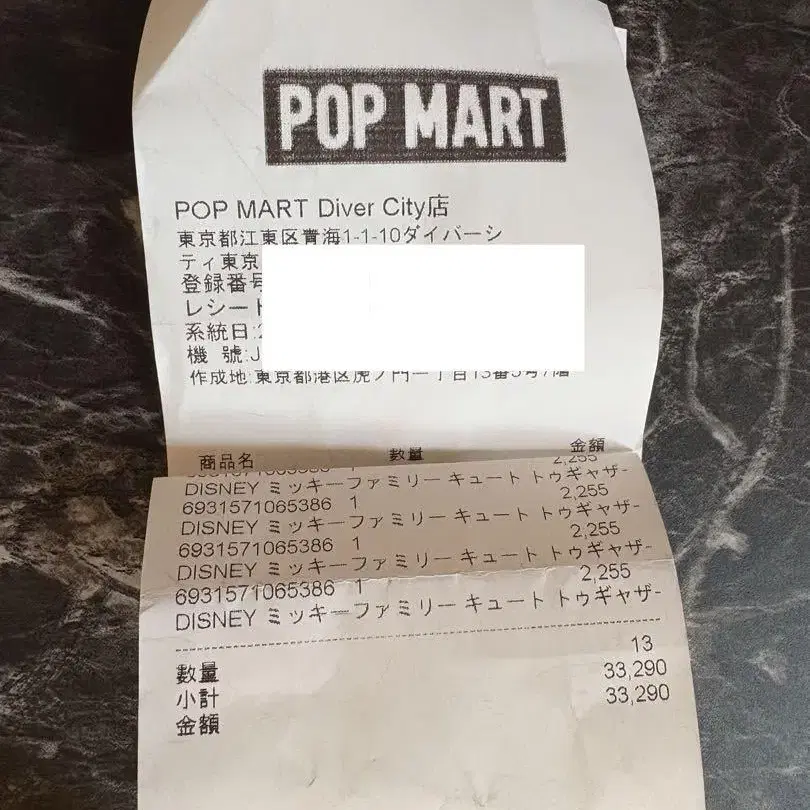 POP MART
POP MART Diver City店
東京都江東区青海1-1-10ダイバーシ
ティ東京
登録番号
レシート
系統日:2
機 號:J
作成地:東京都港区虎ノ門一丁目13番3号7階
商品名 数量 金額
2,255
6931571065386 1
DISNEY ミッキーファミリー キュート トゥギャザ-
2,255
6931571065386 1
DISNEY ミッキーファミリー キュート トゥギャザ-
2,255
6931571065386 1
DISNEY ミッキーファミリー キュート トゥギャザ-
2,255
6931571065386 1
DISNEY ミッキーファミリー キュート トゥギャザ-
数量 13
小計 33,290
金額 33,290